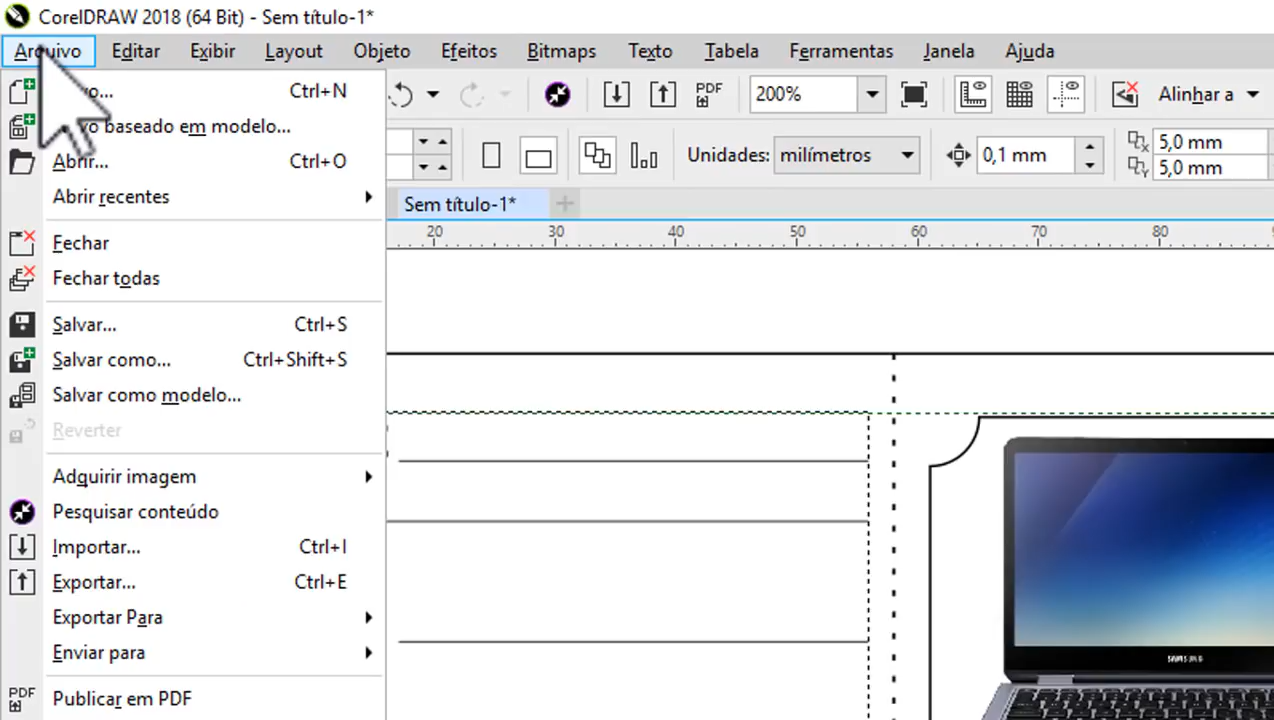 CorelDRAW 2018 (64 Bit) - Sem título-1*
Arquivo Editar Exibir Layout Objeto Efeitos Bitmaps Texto Tabela Ferramentas Janela Ajuda
Ctrl+N
baseado em modelo...
Abrir... Ctrl+O
Abrir recentes
Fechar
Fechar todas
Salvar... Ctrl+S
Salvar como... Ctrl+Shift+S
Salvar como modelo...
Reverter
Adquirir imagem
Pesquisar conteúdo
Importar... Ctrl+I
Exportar... Ctrl+E
Exportar Para
Enviar para
PDF Publicar em PDF
PDF 200% Alinhar a
Unidades: milímetros 0,1 mm 5,0 mm
5,0 mm
Sem título-1*
20 30 40 50 60 70 80
SAMSUNG